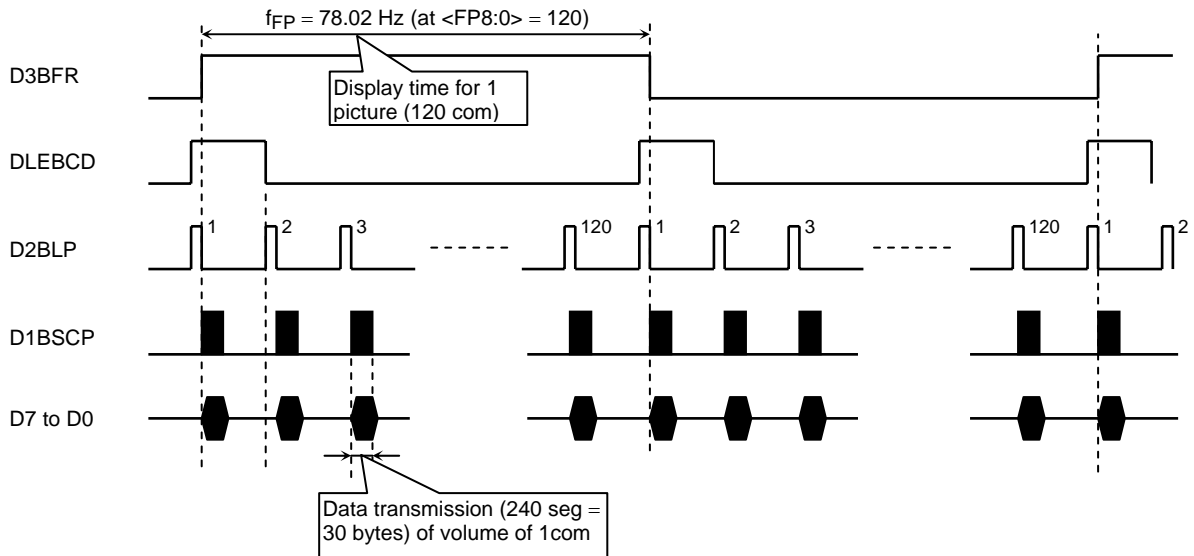 fFP = 78.02 Hz (at <FP8:0> = 120)
D3BFR
Display time for 1
picture (120 com)
DLEBCD
D2BLP
1
2
3
120
1
2
3
120
1
2
D1BSCP
D7 to D0
Data transmission (240 seg =
30 bytes) of volume of 1com